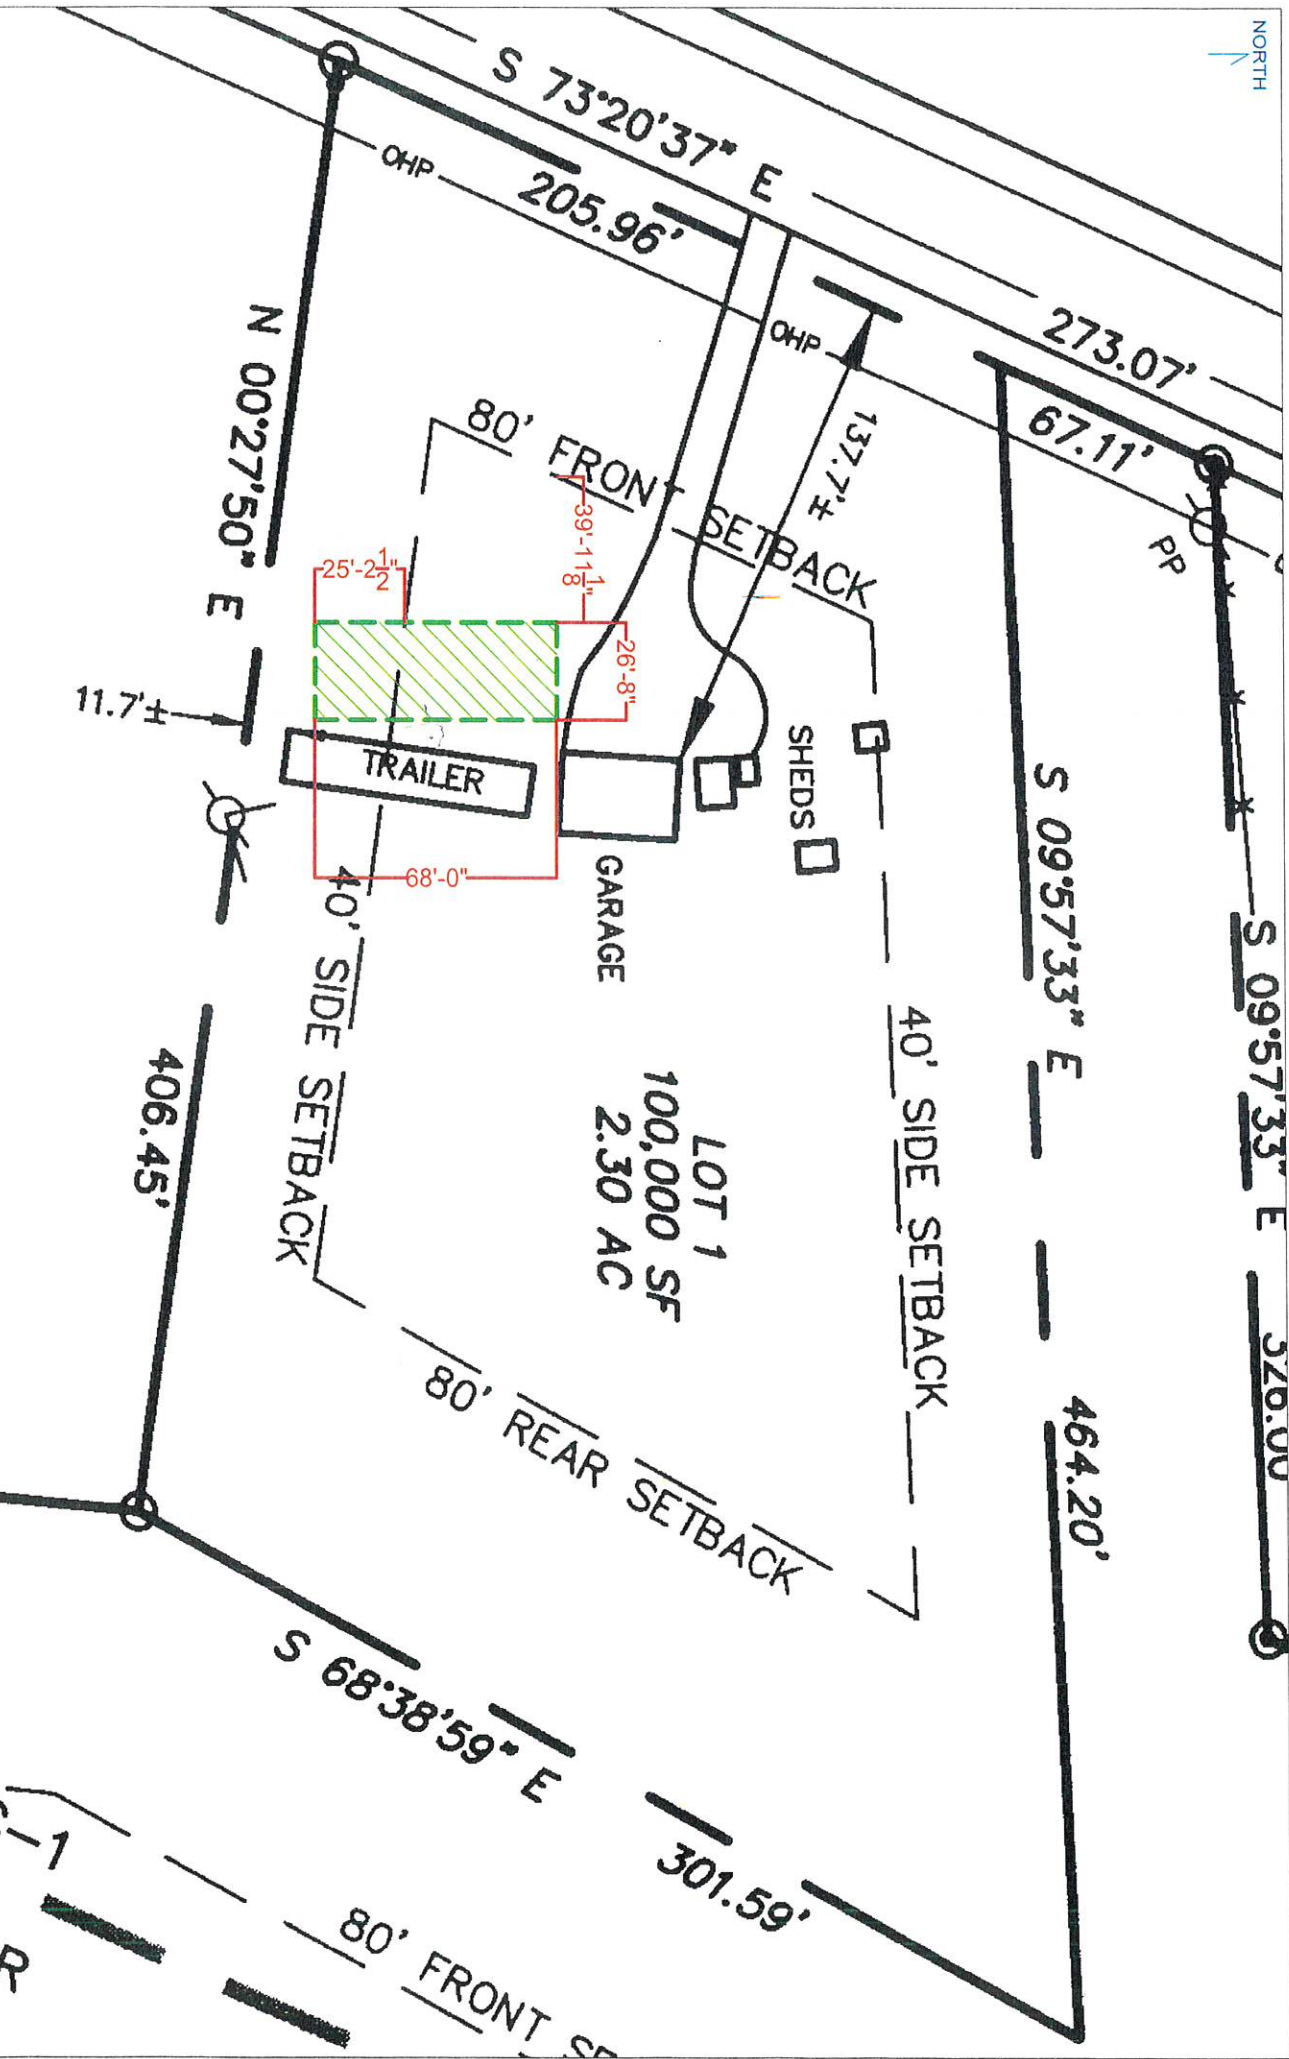 NORTH
S 73°20'37" E
273.07'
205.96'
67.11'
OHP
OHP
PP
137.7'±
N 00°27'50" E
406.45'
80' FRONT SETBACK
39'-11 1/8"
25'-2 1/2"
26'-8"
68'-0"
11.7'±
TRAILER
GARAGE
SHEDS
40' SIDE SETBACK
40' SIDE SETBACK
S 09°57'33" E
464.20'
S 09°57'33" E
LOT 1
100,000 SF
2.30 AC
80' REAR SETBACK
S 68°38'59" E
301.59'
80' FRONT
-1
R